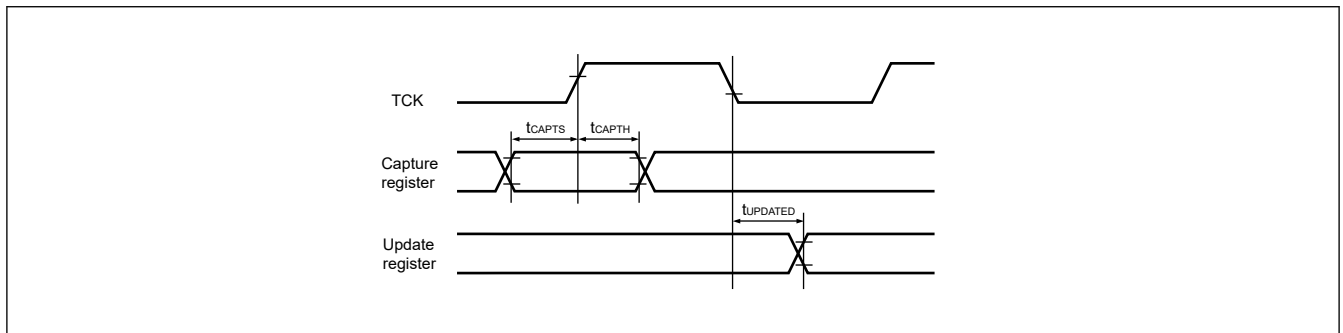 TCK
tCAPTS
tCAPTH
Capture
register
tUPDATED
Update
register